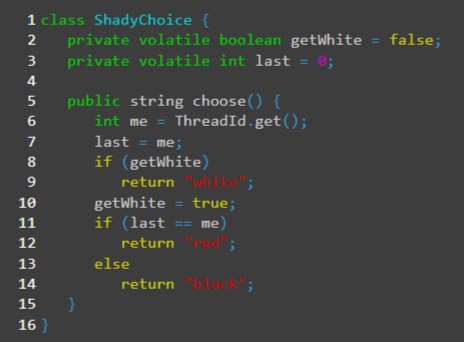 1 class ShadyChoice {
2 private volatile boolean getWhite = false;
3 private volatile int last = 0;
4
5 public string choose() {
6 int me = ThreadId.get();
7 last = me;
8 if (getWhite)
9 return "white";
10 getWhite = true;
11 if (last == me)
12 return "red";
13 else
14 return "black";
15 }
16 }